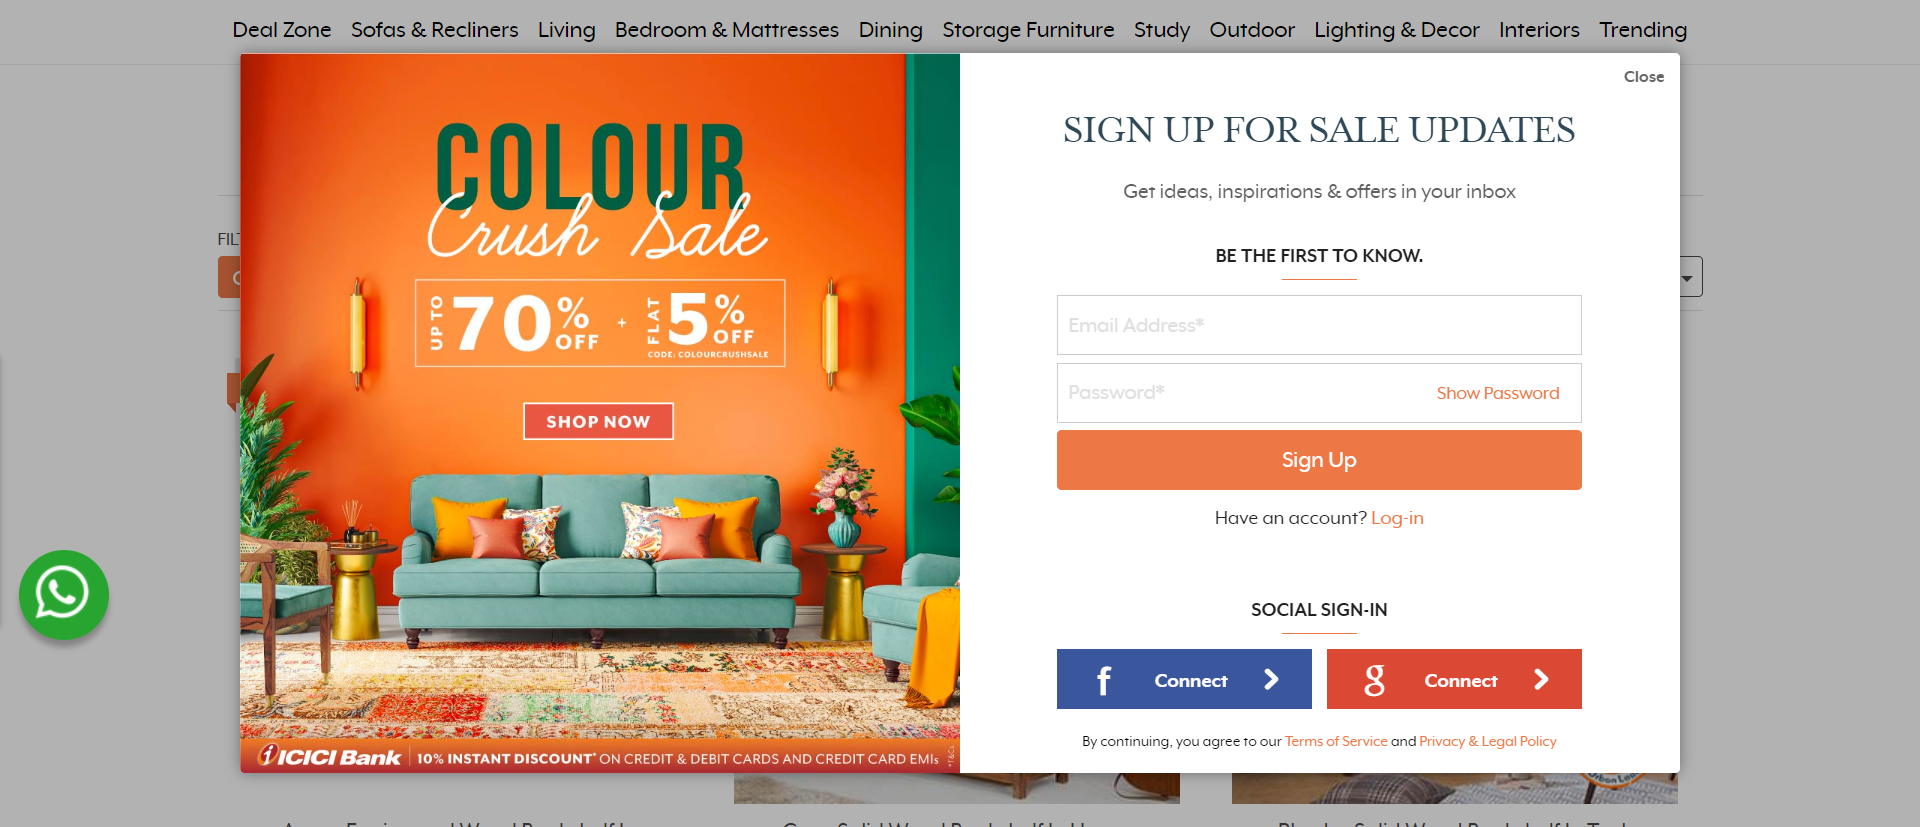 Deal Zone Sofas & Recliners Living Bedroom & Mattresses Dining Storage Furniture Study Outdoor Lighting & Decor Interiors Trending
Close
COLOUR
Crush Sale
UP TO 70% OFF + FLAT 5% OFF
CODE: COLOURCRUSHSALE
SHOP NOW
ICICI Bank 10% INSTANT DISCOUNT* ON CREDIT & DEBIT CARDS AND CREDIT CARD EMIs *T&Cs
SIGN UP FOR SALE UPDATES
Get ideas, inspirations & offers in your inbox
BE THE FIRST TO KNOW.
Email Address*
Password* Show Password
Sign Up
Have an account? Log-in
SOCIAL SIGN-IN
f Connect g Connect
By continuing, you agree to our Terms of Service and Privacy & Legal Policy